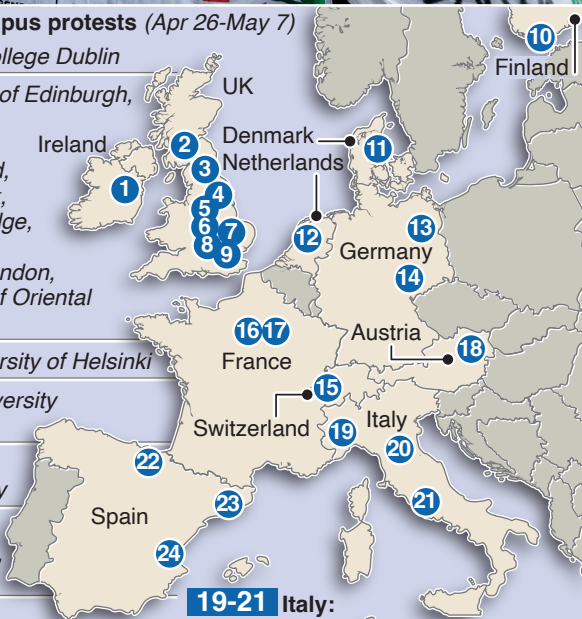 pus protests (Apr 26-May 7)
llege Dublin
of Edinburgh,
UK
Ireland
Denmark
Netherlands
Finland
10
11
1
2
3
4
5
6
7
8
9
ndon,
f Oriental
12
13
Germany
14
Austria
18
16 17
France
rsity of Helsinki
versity
15
Switzerland
19
Italy
20
21
22
23
Spain
24
19-21 Italy: